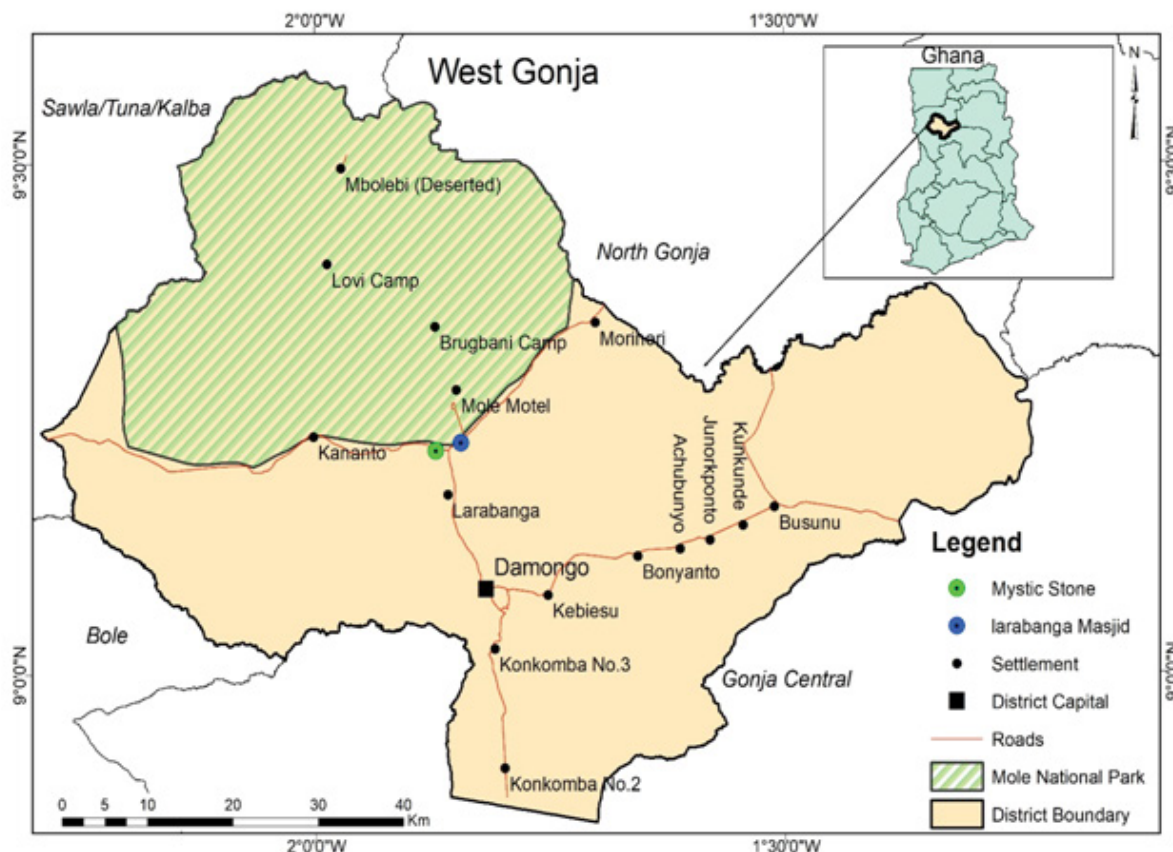 2°0'0"W
1°30'0"W
West Gonja
Ghana
N
Sawla/Tuna/Kalba
9°30'0"N
9°30'0"N
Mbolebi (Deserted)
North Gonja
Lovi Camp
Brugbani Camp
Morinori
Mole Motel
Kananto
Achubunyo
Junorkponto
Kunkunde
Larabanga
Busunu
Damongo
Bonyanto
Kebiesu
Bole
Konkomba No.3
Gonja Central
9°0'0"N
9°0'0"N
Konkomba No.2
Legend
Mystic Stone
larabanga Masjid
Settlement
District Capital
Roads
Mole National Park
District Boundary
0 5 10 20 30 40
Km
2°0'0"W
1°30'0"W